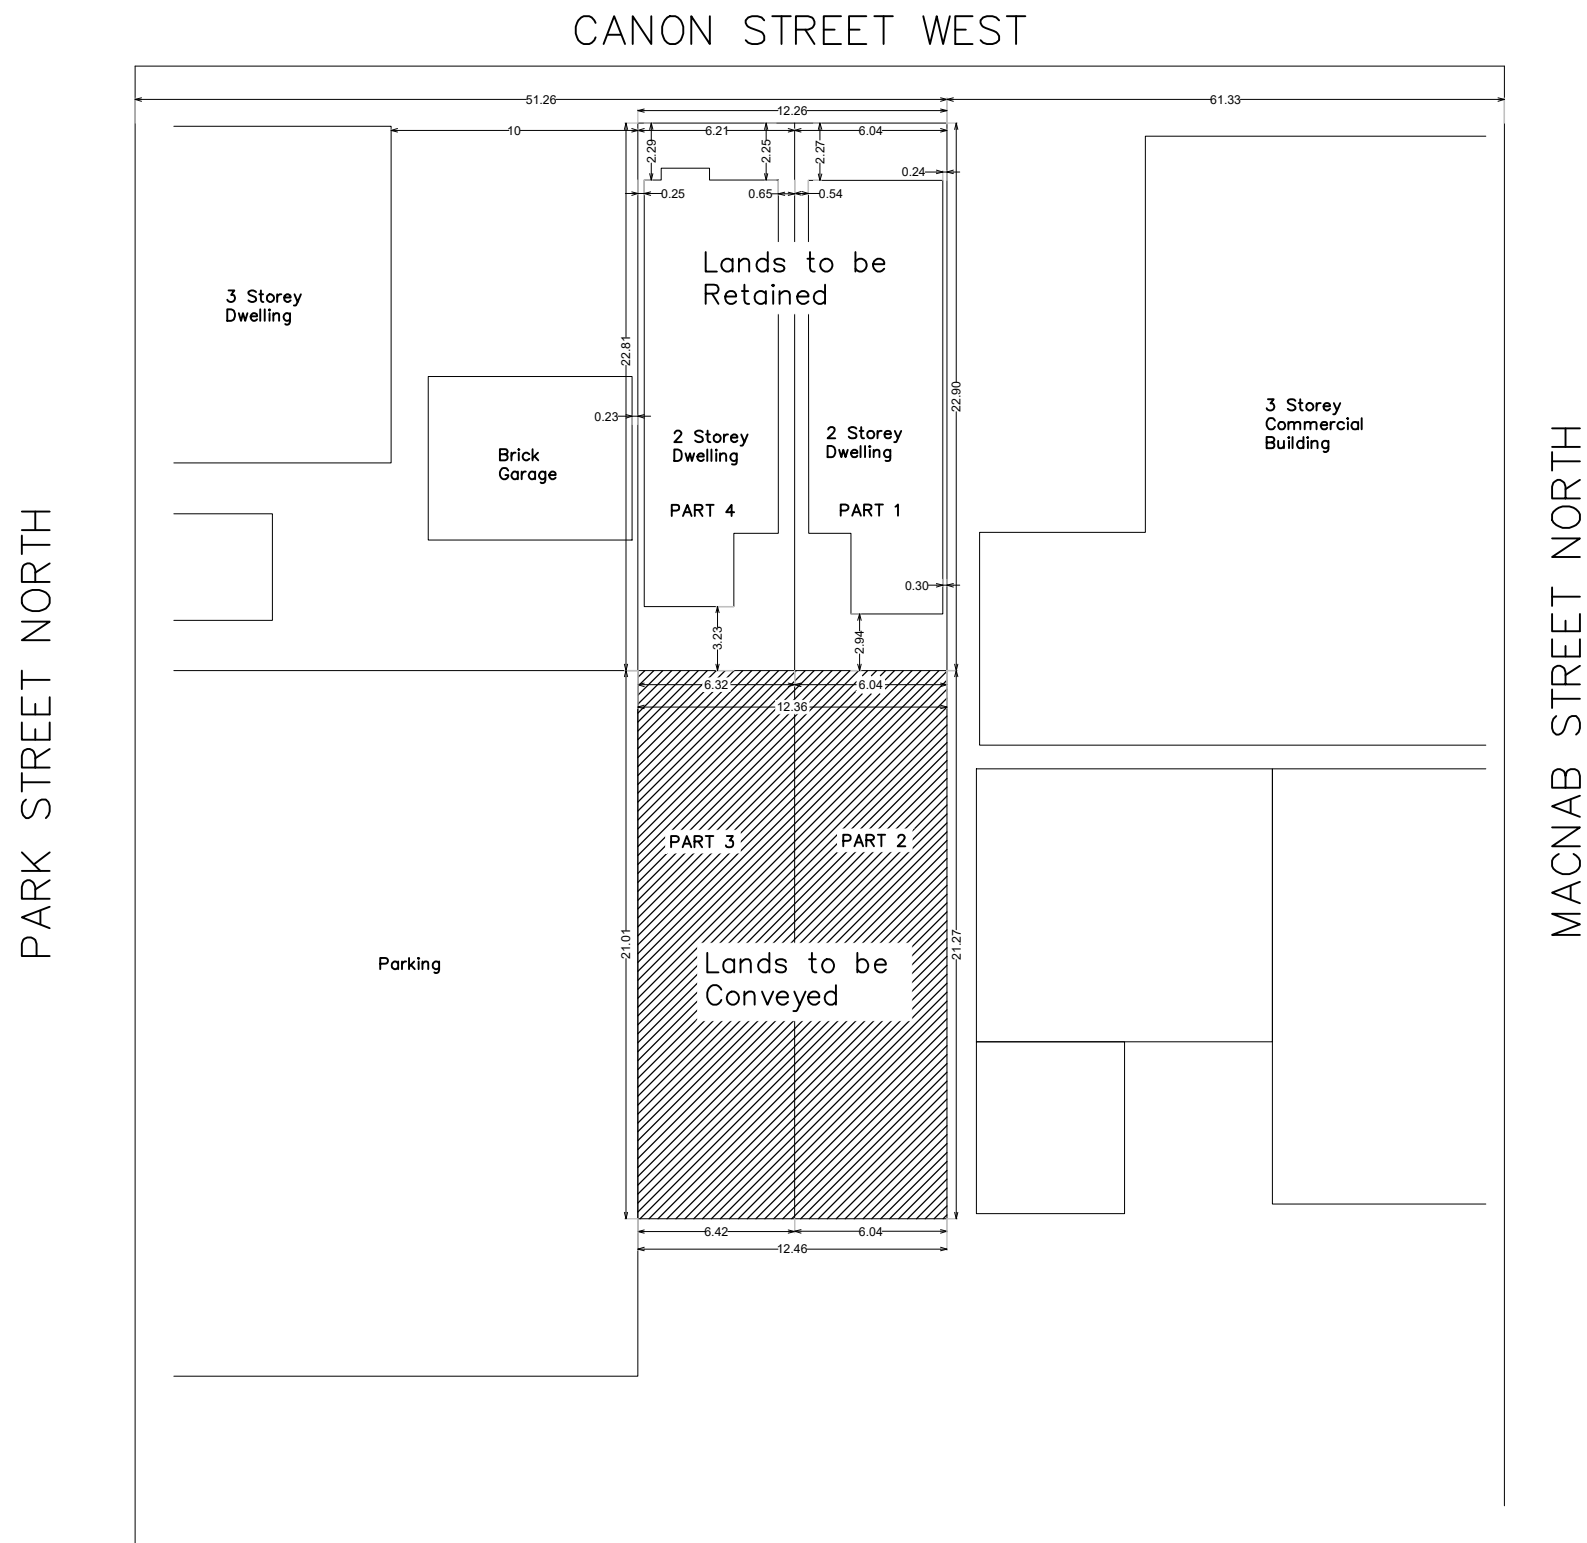 CANON STREET WEST
51.26
61.33
12.26
10
6.21
6.04
2.29
2.25
2.27
0.24
0.25
0.65
0.54
Lands to be
Retained
3 Storey
Dwelling
22.81
22.90
0.23
3 Storey
Commercial
Building
2 Storey
Dwelling
2 Storey
Dwelling
Brick
Garage
PART 4
PART 1
0.30
3.23
2.94
PARK STREET NORTH
MACNAB STREET NORTH
6.32
6.04
12.36
PART 3
PART 2
21.01
21.27
Parking
Lands to be
Conveyed
6.42
6.04
12.46